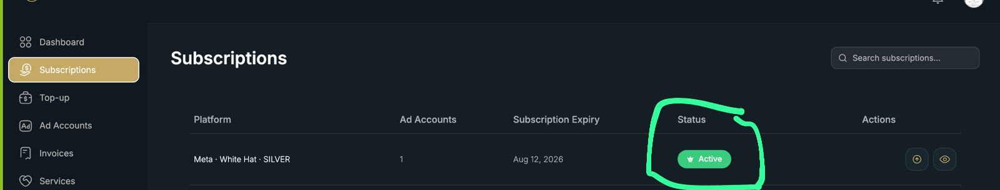 Dashboard
Subscriptions
Top-up
Ad Accounts
Invoices
Services
Subscriptions
Search subscriptions...
Platform Ad Accounts Subscription Expiry Status Actions
Meta · White Hat · SILVER 1 Aug 12, 2026 Active